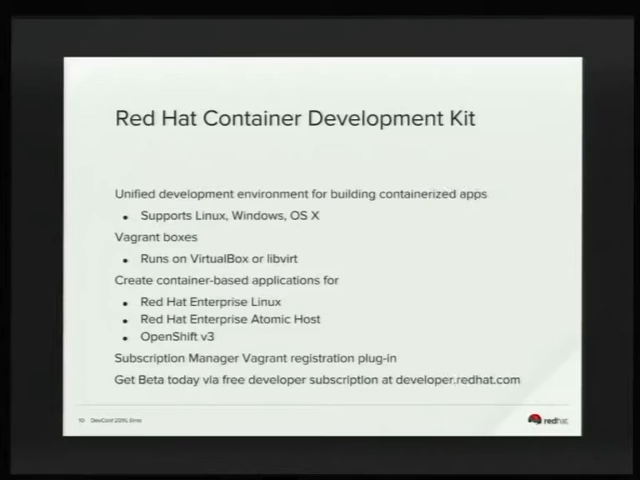 Red Hat Container Development Kit
Unified development environment for building containerized apps
• Supports Linux, Windows, OS X
Vagrant boxes
• Runs on VirtualBox or libvirt
Create container-based applications for
• Red Hat Enterprise Linux
• Red Hat Enterprise Atomic Host
• OpenShift v3
Subscription Manager Vagrant registration plug-in
Get Beta today via free developer subscription at developer.redhat.com
10 DevConf 2016, Brno
redhat